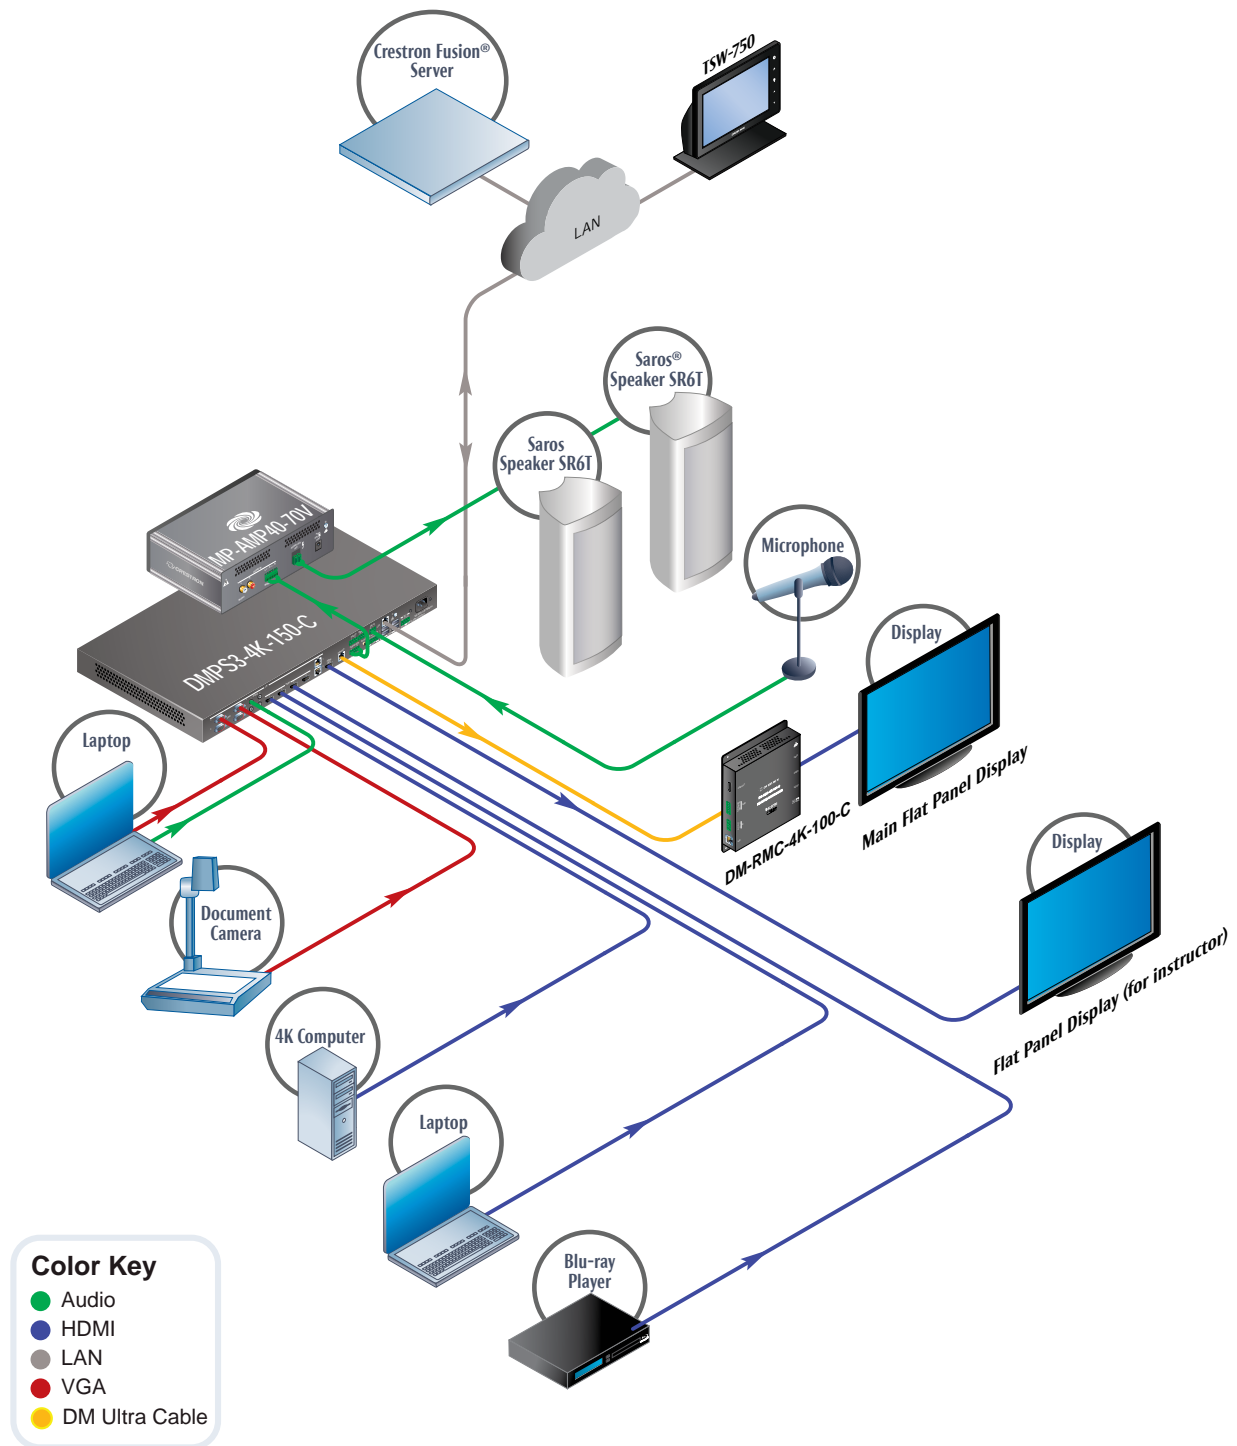 Crestron Fusion®
Server
TSW-750
LAN
Saros®
Speaker SR6T
Saros
Speaker SR6T
MP-AMP40-70V
CRESTRON
Microphone
DMPS3-4K-150-C
Display
Laptop
Main Flat Panel Display
DM-RMC-4K-100-C
Display
Document
Camera
Flat Panel Display (for instructor)
4K Computer
Laptop
Blu-ray
Player
Color Key
Audio
HDMI
LAN
VGA
DM Ultra Cable